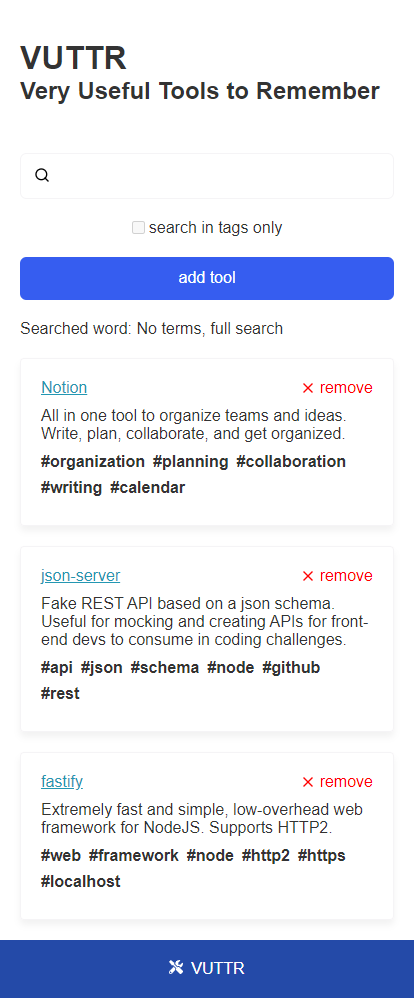 VUTTR
Very Useful Tools to Remember
search in tags only
add tool
Searched word: No terms, full search
Notion
remove
All in one tool to organize teams and ideas.
Write, plan, collaborate, and get organized.
#organization #planning #collaboration
#writing #calendar
json-server
remove
Fake REST API based on a json schema.
Useful for mocking and creating APIs for front-
end devs to consume in coding challenges.
#api #json #schema #node #github
#rest
fastify
remove
Extremely fast and simple, low-overhead web
framework for NodeJS. Supports HTTP2.
#web #framework #node #http2 #https
#localhost
VUTTR